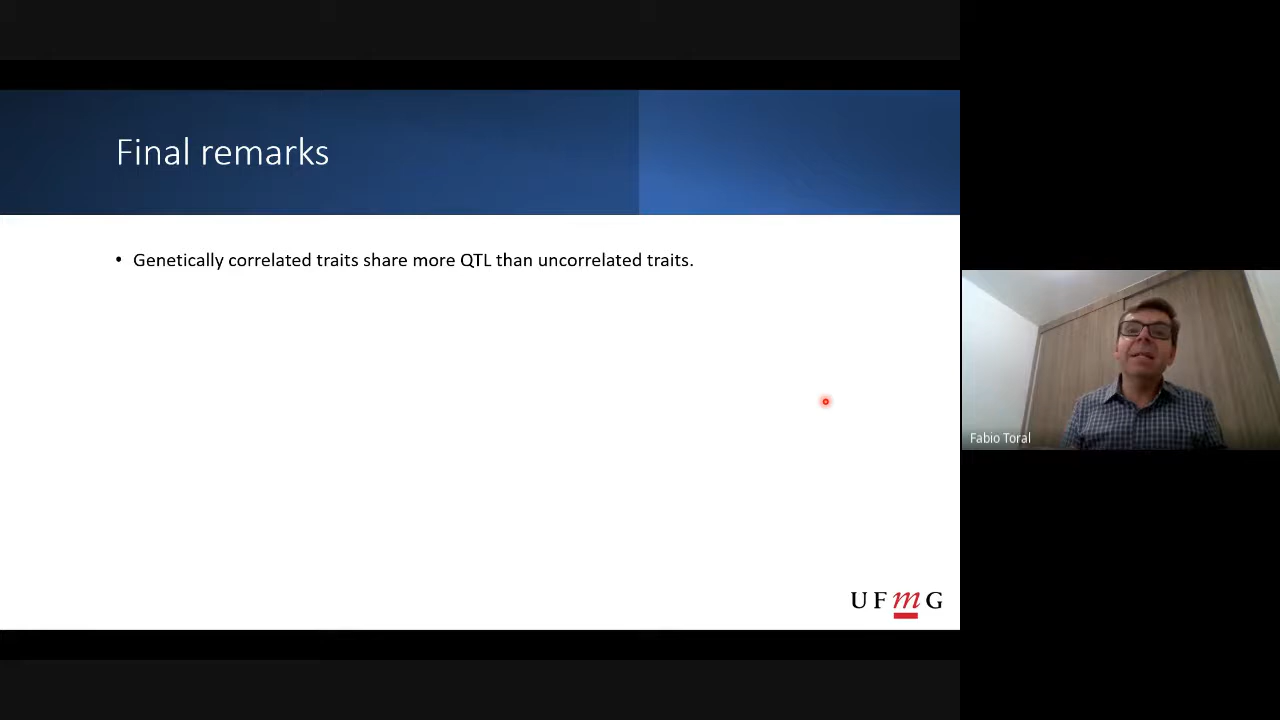 Final remarks
• Genetically correlated traits share more QTL than uncorrelated traits.
Fabio Toral
UFmG